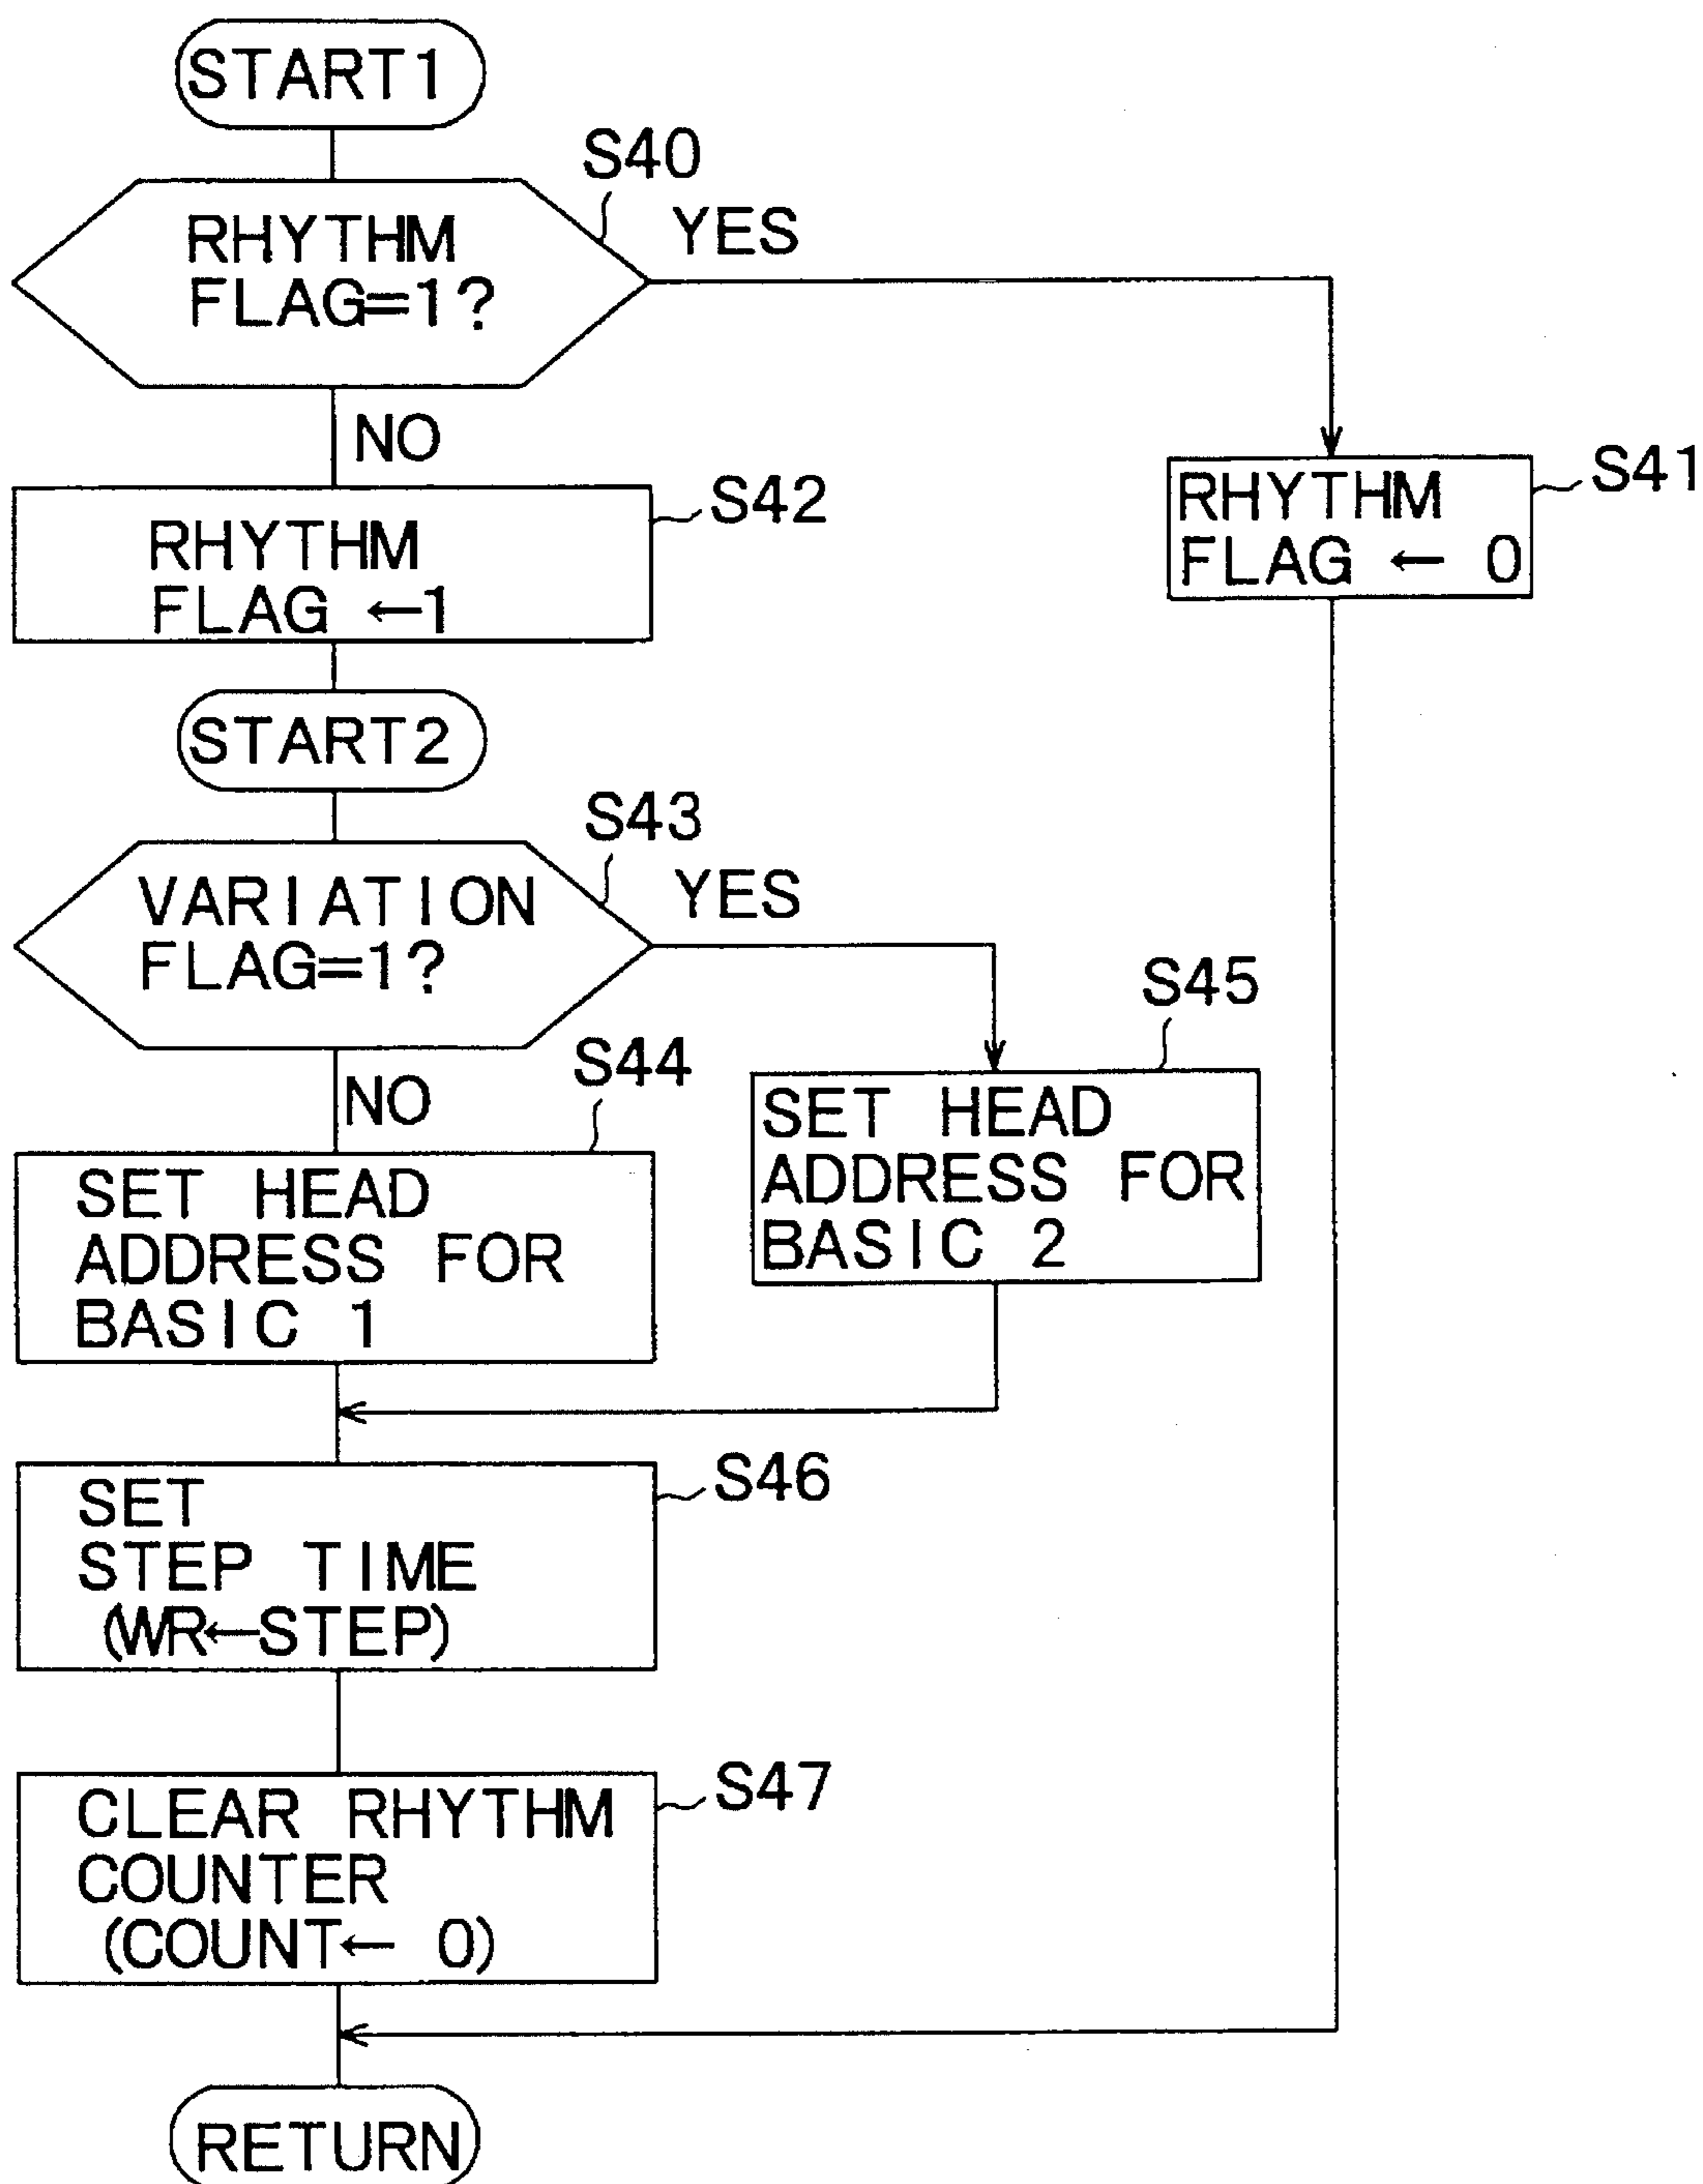 START1
S40
YES
RHYTHM
FLAG=1?
NO
S41
RHYTHM
FLAG ← 0
S42
RHYTHM
FLAG ←1
START2
S43
YES
VARIATION
FLAG=1?
S45
S44
NO
SET HEAD
ADDRESS FOR
BASIC 2
SET HEAD
ADDRESS FOR
BASIC 1
S46
SET
STEP TIME
(WR←STEP)
S47
CLEAR RHYTHM
COUNTER
(COUNT← 0)
RETURN